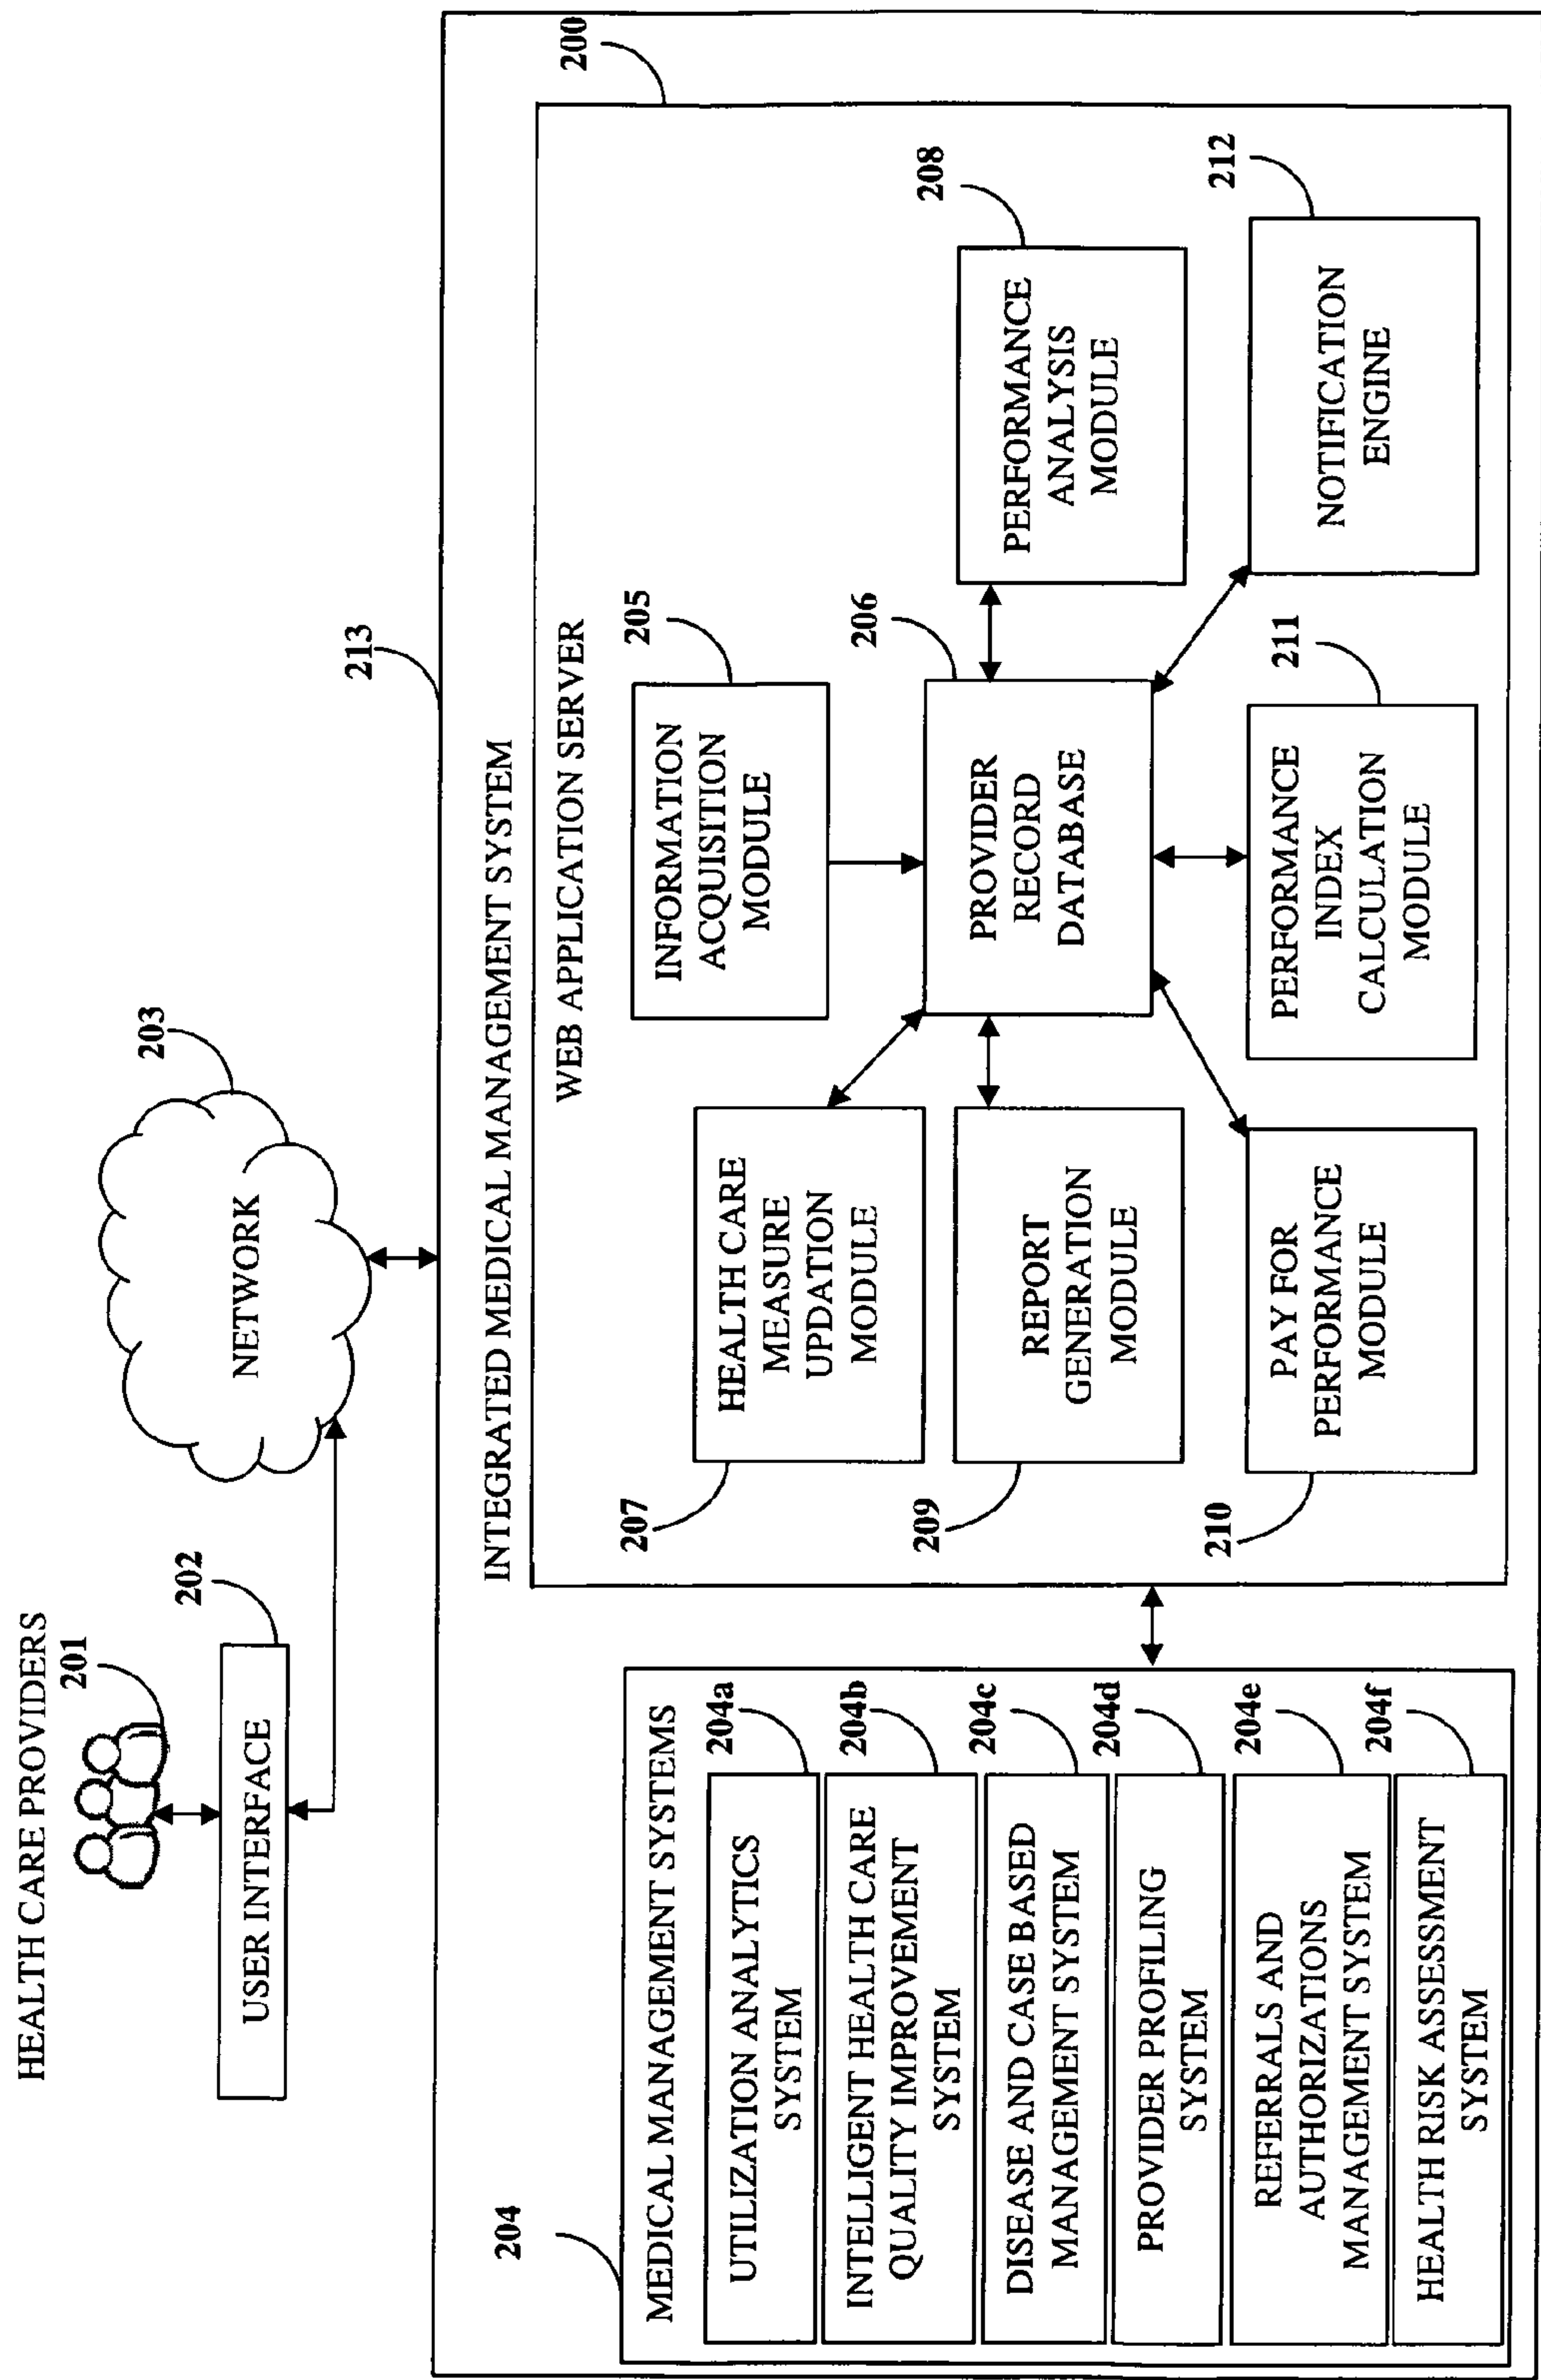 HEALTH CARE PROVIDERS
201
USER INTERFACE
202
NETWORK
203
213
INTEGRATED MEDICAL MANAGEMENT SYSTEM
204
MEDICAL MANAGEMENT SYSTEMS
UTILIZATION ANALYTICS
SYSTEM
204a
INTELLIGENT HEALTH CARE
QUALITY IMPROVEMENT
SYSTEM
204b
DISEASE AND CASE BASED
MANAGEMENT SYSTEM
204c
PROVIDER PROFILING
SYSTEM
204d
REFERRALS AND
AUTHORIZATIONS
MANAGEMENT SYSTEM
204e
HEALTH RISK ASSESSMENT
SYSTEM
204f
WEB APPLICATION SERVER
200
207
HEALTH CARE
MEASURE
UPDATION
MODULE
INFORMATION
ACQUISITION
MODULE
205
209
REPORT
GENERATION
MODULE
PROVIDER
RECORD
DATABASE
206
PERFORMANCE
ANALYSIS
MODULE
208
210
PAY FOR
PERFORMANCE
MODULE
PERFORMANCE
INDEX
CALCULATION
MODULE
211
NOTIFICATION
ENGINE
212